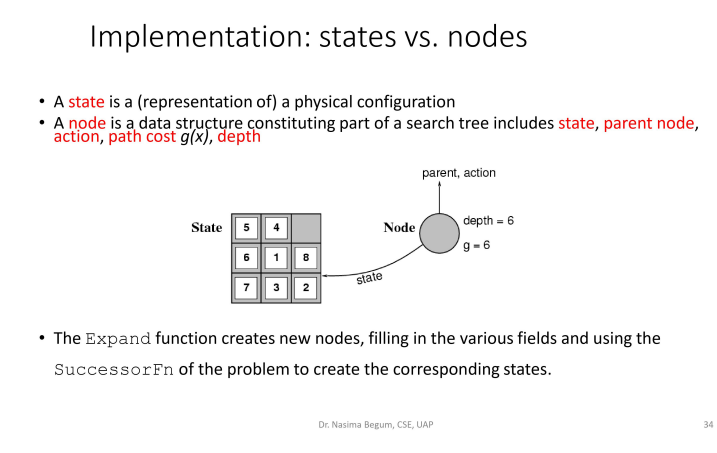 Implementation: states vs. nodes
• A state is a (representation of) a physical configuration
• A node is a data structure constituting part of a search tree includes state, parent node,
action, path cost g(x), depth
parent, action
State
5 4
Node
depth = 6
6 1 8
g = 6
state
7 3 2
• The Expand function creates new nodes, filling in the various fields and using the
SuccessorFn of the problem to create the corresponding states.
Dr. Nasima Begum, CSE, UAP
34